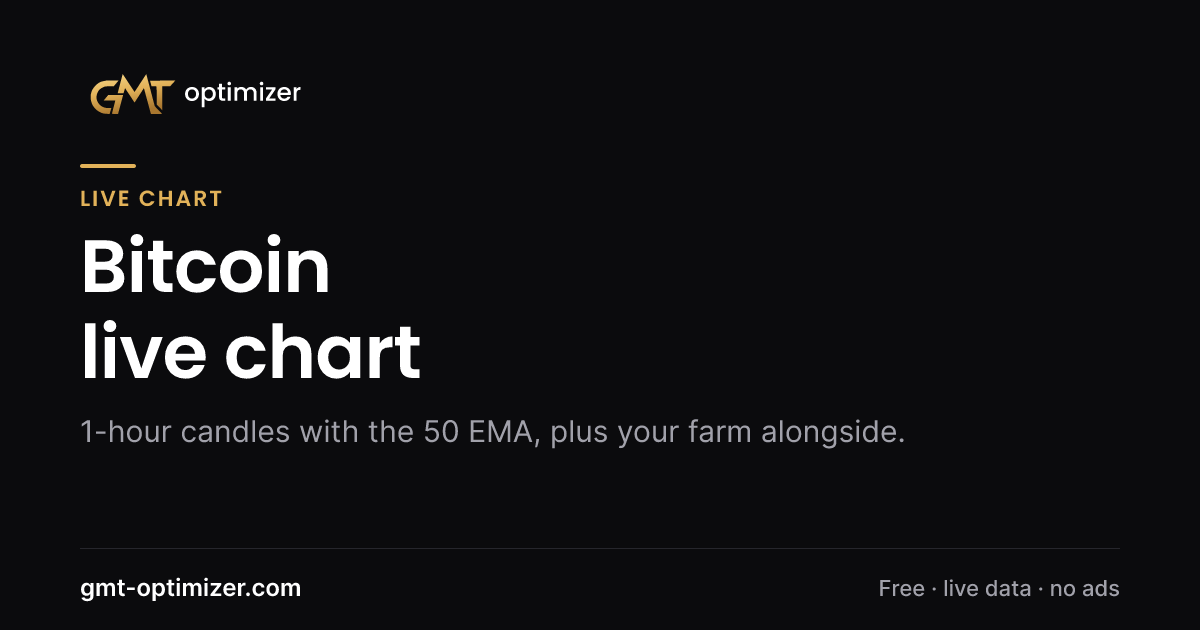 GMT optimizer
LIVE CHART
Bitcoin
live chart
1-hour candles with the 50 EMA, plus your farm alongside.
gmt-optimizer.com
Free · live data · no ads